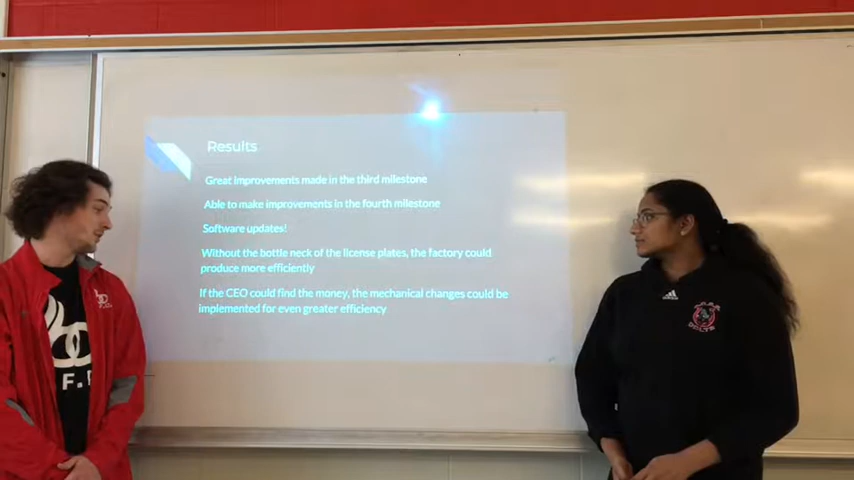 Results
Great improvements made in the third milestone
Able to make improvements in the fourth milestone
Software updates!
Without the bottle neck of the license plates, the factory could
produce more efficiently
If the CEO could find the money, the mechanical changes could be
implemented for even greater efficiency